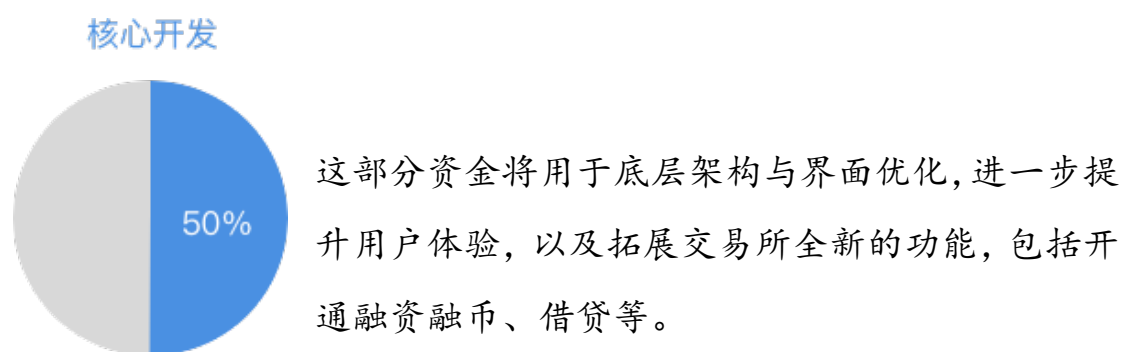 核心开发
50%
这部分资金将用于底层架构与界面优化,进一步提
升用户体验，以及拓展交易所全新的功能，包括开
通融资融币、借贷等。